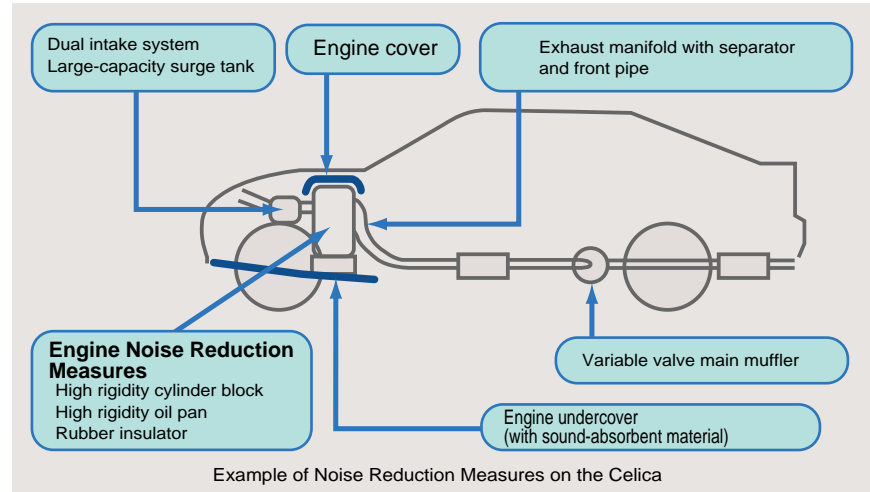 Dual intake system
Large-capacity surge tank
Engine cover
Exhaust manifold with separator
and front pipe
Engine Noise Reduction
Measures
High rigidity cylinder block
High rigidity oil pan
Rubber insulator
Variable valve main muffler
Engine undercover
(with sound-absorbent material)
Example of Noise Reduction Measures on the Celica